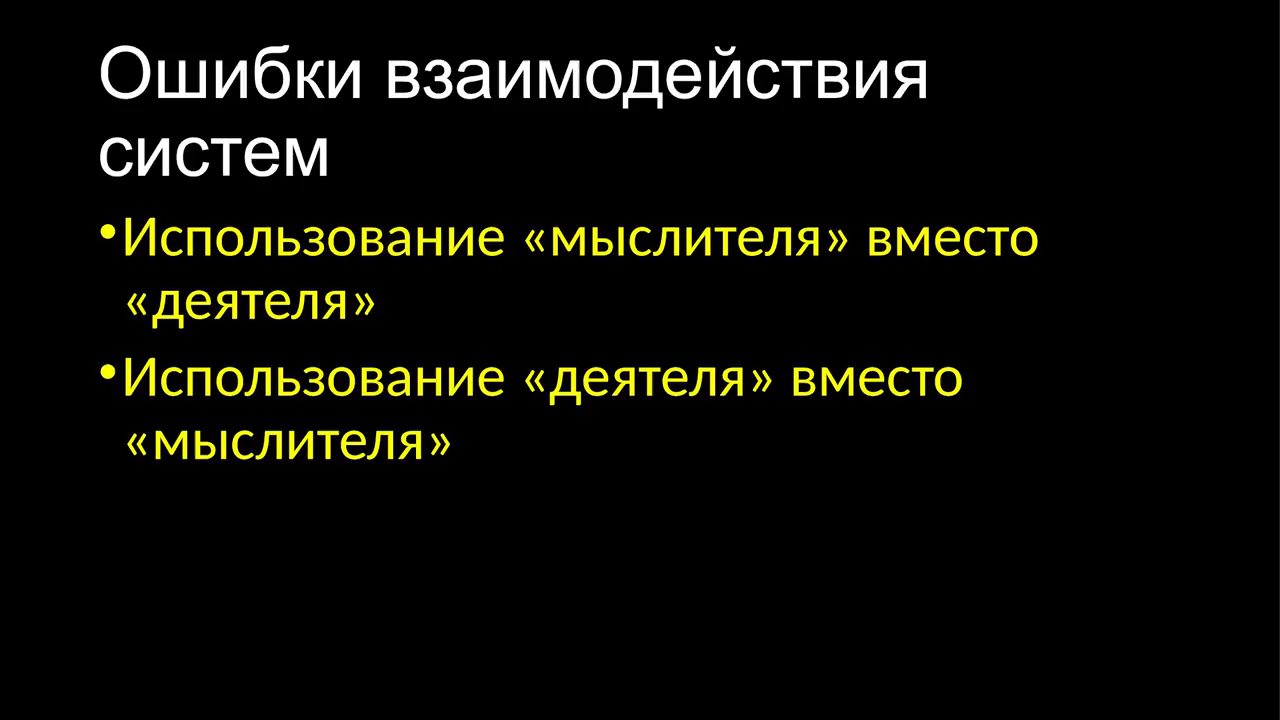 Ошибки взаимодействия
систем
•Использование «мыслителя» вместо
«деятеля»
•Использование «деятеля» вместо
«мыслителя»